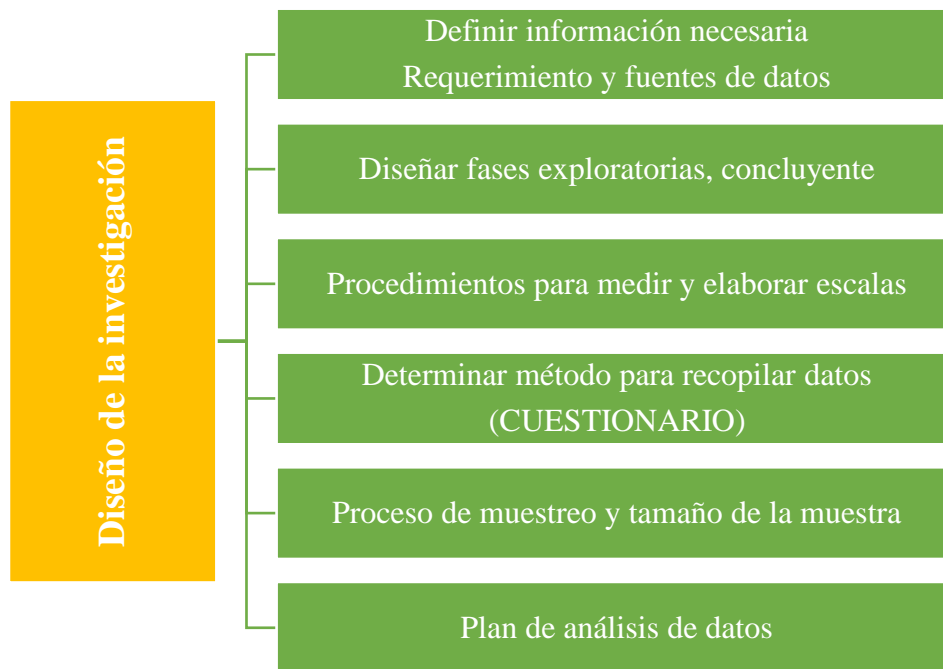 Diseño de la investigación
Definir información necesaria
Requerimiento y fuentes de datos
Diseñar fases exploratorias, concluyente
Procedimientos para medir y elaborar escalas
Determinar método para recopilar datos
(CUESTIONARIO)
Proceso de muestreo y tamaño de la muestra
Plan de análisis de datos